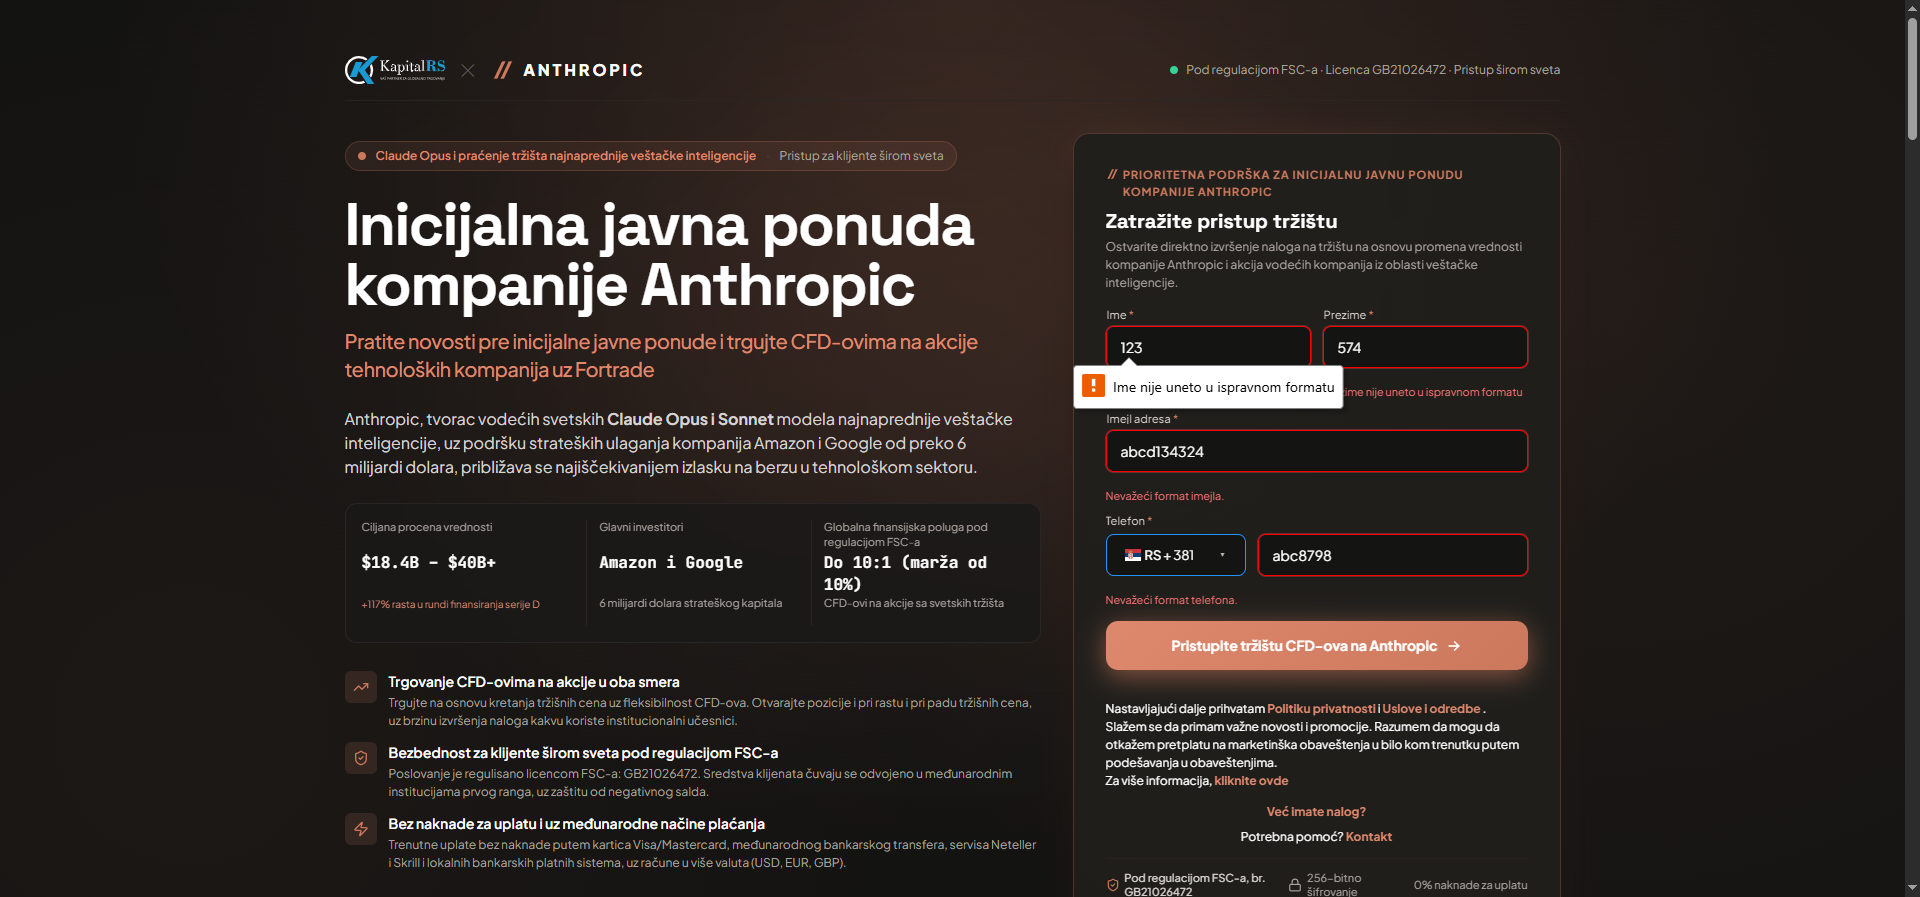 KapitalRS
× // ANTHROPIC
Pod regulacijom FSC-a · Licenca GB21026472 · Pristup širom sveta
Claude Opus i praćenje tržišta najnaprednije veštačke inteligencije Pristup za klijente širom sveta
Inicijalna javna ponuda
kompanije Anthropic
Pratite novosti pre inicijalne javne ponude i trgujte CFD-ovima na akcije
tehnoloških kompanija uz Fortrade
Anthropic, tvorac vodećih svetskih Claude Opus i Sonnet modela najnaprednije veštačke
inteligencije, uz podršku strateških ulaganja kompanija Amazon i Google od preko 6
milijardi dolara, približava se najiščekivanijem izlasku na berzu u tehnološkom sektoru.
Ciljana procena vrednosti
$18.4B – $40B+
+117% rasta u rundi finansiranja serije D
Glavni investitori
Amazon i Google
6 milijardi dolara strateškog kapitala
Globalna finansijska poluga pod
regulacijom FSC-a
Do 10:1 (marža od
10%)
CFD-ovi na akcije sa svetskih tržišta
Trgovanje CFD-ovima na akcije u oba smera
Trgujte na osnovu kretanja tržišnih cena uz fleksibilnost CFD-ova. Otvarajte pozicije i pri rastu i pri padu tržišnih cena,
uz brzinu izvršenja naloga kakvu koriste institucionalni učesnici.
Bezbednost za klijente širom sveta pod regulacijom FSC-a
Poslovanje je regulisano licencom FSC-a: GB21026472. Sredstva klijenata čuvaju se odvojeno u međunarodnim
institucijama prvog ranga, uz zaštitu od negativnog salda.
Bez naknade za uplatu i uz međunarodne načine plaćanja
Trenutne uplate bez naknade putem kartica Visa/Mastercard, međunarodnog bankarskog transfera, servisa Neteller
i Skrill i lokalnih bankarskih platnih sistema, uz račune u više valuta (USD, EUR, GBP).
// PRIORITETNA PODRŠKA ZA INICIJALNU JAVNU PONUDU
KOMPANIJE ANTHROPIC
Zatražite pristup tržištu
Ostvarite direktno izvršenje naloga na tržištu na osnovu promena vrednosti
kompanije Anthropic i akcija vodećih kompanija iz oblasti veštačke
inteligencije.
Ime * Prezime *
123 574
Ime nije uneto u ispravnom formatu
ime nije uneto u ispravnom formatu
Imejl adresa *
abcd134324
Nevažeći format imejla.
Telefon *
RS + 381 abc8798
Nevažeći format telefona.
Pristupite tržištu CFD-ova na Anthropic →
Nastavljajući dalje prihvatam Politiku privatnosti i Uslove i odredbe .
Slažem se da primam važne novosti i promocije. Razumem da mogu da
otkažem pretplatu na marketinška obaveštenja u bilo kom trenutku putem
podešavanja u obaveštenjima.
Za više informacija, kliknite ovde
Već imate nalog?
Potrebna pomoć? Kontakt
Pod regulacijom FSC-a, br.
GB21026472
256-bitno
šifrovanje
0% naknade za uplatu